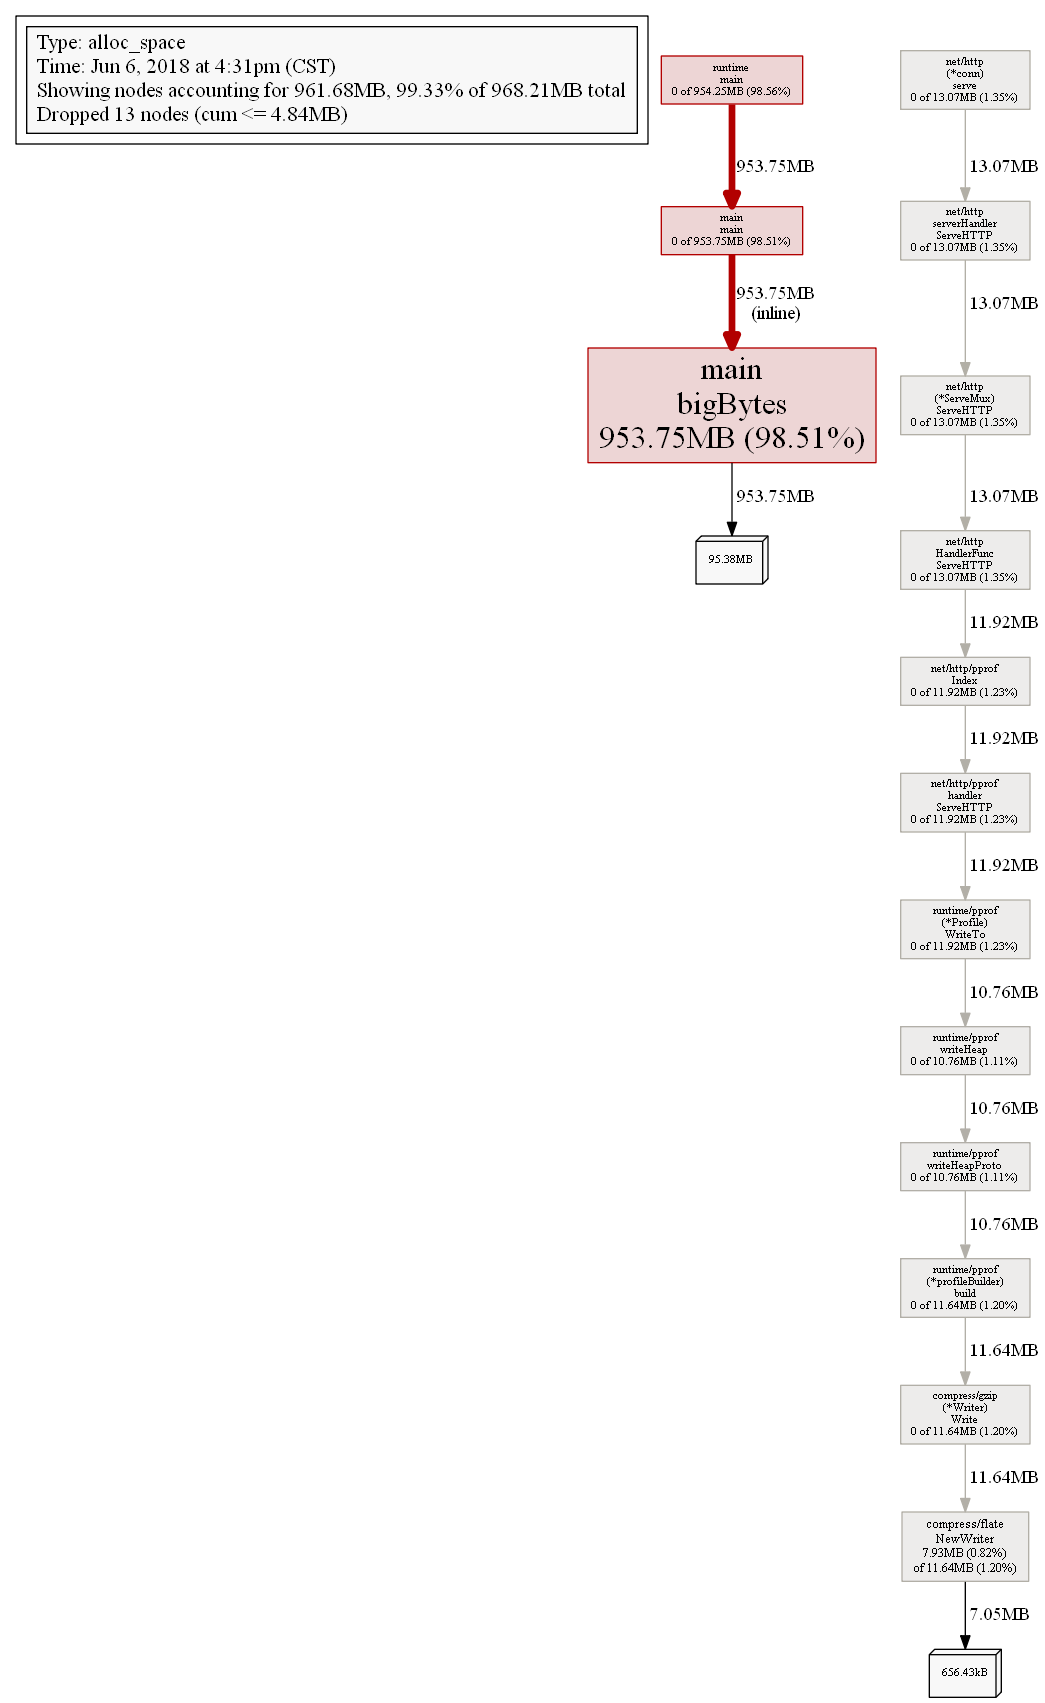 Type: alloc_space
Time: Jun 6, 2018 at 4:31pm (CST)
Showing nodes accounting for 961.68MB, 99.33% of 968.21MB total
Dropped 13 nodes (cum <= 4.84MB)
runtime
main
0 of 954.25MB (98.56%)
953.75MB
main
main
0 of 953.75MB (98.51%)
953.75MB
(inline)
main
bigBytes
953.75MB (98.51%)
953.75MB
95.38MB
net/http
(*conn)
serve
0 of 13.07MB (1.35%)
13.07MB
net/http
serverHandler
ServeHTTP
0 of 13.07MB (1.35%)
13.07MB
net/http
(*ServeMux)
ServeHTTP
0 of 13.07MB (1.35%)
13.07MB
net/http
HandlerFunc
ServeHTTP
0 of 13.07MB (1.35%)
11.92MB
net/http/pprof
Index
0 of 11.92MB (1.23%)
11.92MB
net/http/pprof
handler
ServeHTTP
0 of 11.92MB (1.23%)
11.92MB
runtime/pprof
(*Profile)
WriteTo
0 of 11.92MB (1.23%)
10.76MB
runtime/pprof
writeHeap
0 of 10.76MB (1.11%)
10.76MB
runtime/pprof
writeHeapProto
0 of 10.76MB (1.11%)
10.76MB
runtime/pprof
(*profileBuilder)
build
0 of 11.64MB (1.20%)
11.64MB
compress/gzip
(*Writer)
Write
0 of 11.64MB (1.20%)
11.64MB
compress/flate
NewWriter
7.93MB (0.82%)
of 11.64MB (1.20%)
7.05MB
656.43kB